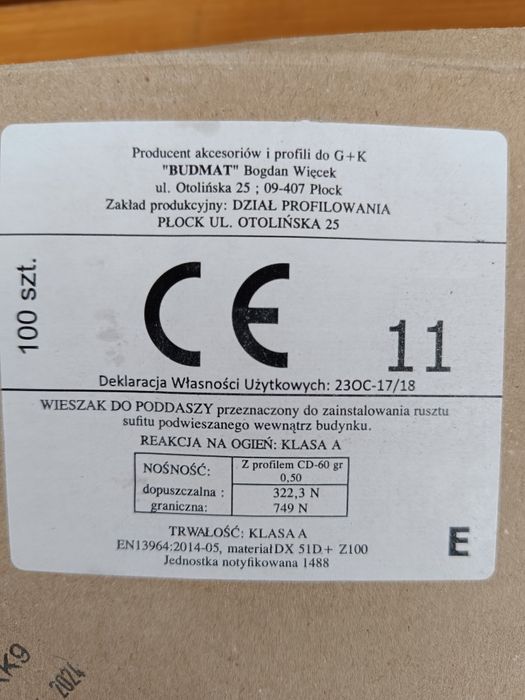 Producent akcesoriów i profili do G+K
"BUDMAT" Bogdan Więcek
ul. Otolińska 25 ; 09-407 Płock
Zakład produkcyjny: DZIAŁ PROFILOWANIA
PŁOCK UL. OTOLIŃSKA 25
100 szt.
CE
11
Deklaracja Własności Użytkowych: 23OC-17/18
WIESZAK DO PODDASZY przeznaczony do zainstalowania rusztu
sufitu podwieszanego wewnątrz budynku.
REAKCJA NA OGIEŃ: KLASA A
NOŚNOŚĆ: Z profilem CD-60 gr
0,50
dopuszczalna : 322,3 N
graniczna: 749 N
TRWAŁOŚĆ: KLASA A
EN13964:2014-05, materiał DX 51D+ Z100
Jednostka notyfikowana 1488
E
2024